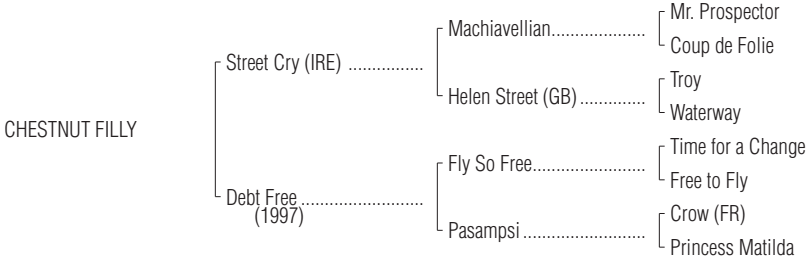 Mr. Prospector
Machiavellian....................
Coup de Folie
Street Cry (IRE) ................
Troy
Helen Street (GB) ..............
Waterway
CHESTNUT FILLY
Time for a Change
Fly So Free........................
Free to Fly
Debt Free ..........................
(1997)
Crow (FR)
Pasampsi ..........................
Princess Matilda